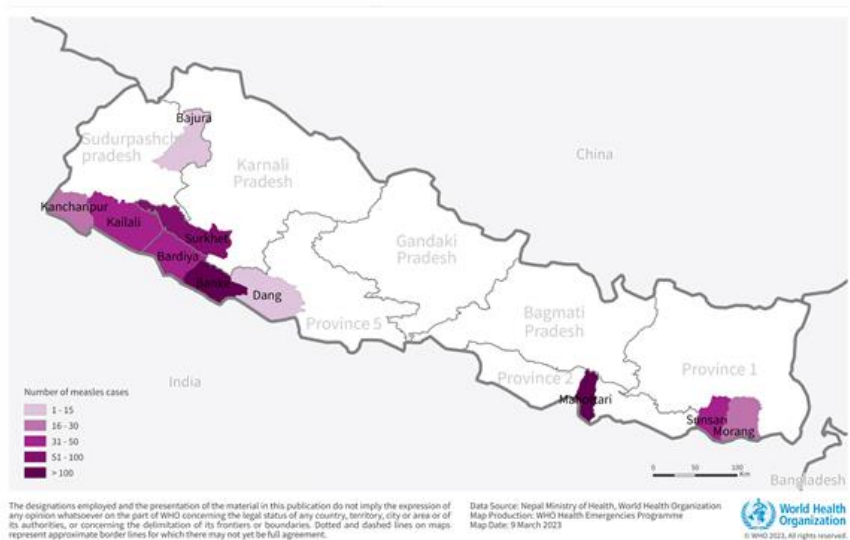 Bajura
Sudurpashch
pradesh
Karnali
Pradesh
China
Kanchanpur
Kailali
Surkhet
Bardiya
Gandaki
Pradesh
Banke
Dang
Province 5
Bagmati
Pradesh
India
Province 2
Province 1
Mahottari
Sunsari
Morang
Number of measles cases
1 - 15
16 - 30
31 - 50
51 - 100
> 100
0 50 100
Km
Bangladesh
The designations employed and the presentation of the material in this publication do not imply the expression of
any opinion whatsoever on the part of WHO concerning the legal status of any country, territory, city or area or of
its authorities, or concerning the delimitation of its frontiers or boundaries. Dotted and dashed lines on maps
represent approximate border lines for which there may not yet be full agreement.
Data Source: Nepal Ministry of Health, World Health Organization
Map Production: WHO Health Emergencies Programme
Map Date: 9 March 2023
World Health
Organization
© WHO 2023, All rights reserved.